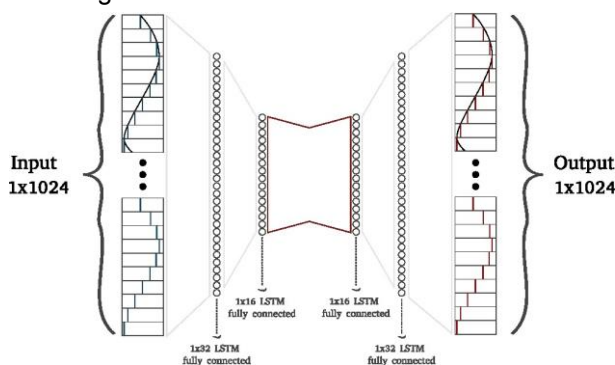 Input
1x1024
Output
1x1024
1x16 LSTM
fully connected
1x16 LSTM
fully connected
1x32 LSTM
fully connected
1x32 LSTM
fully connected